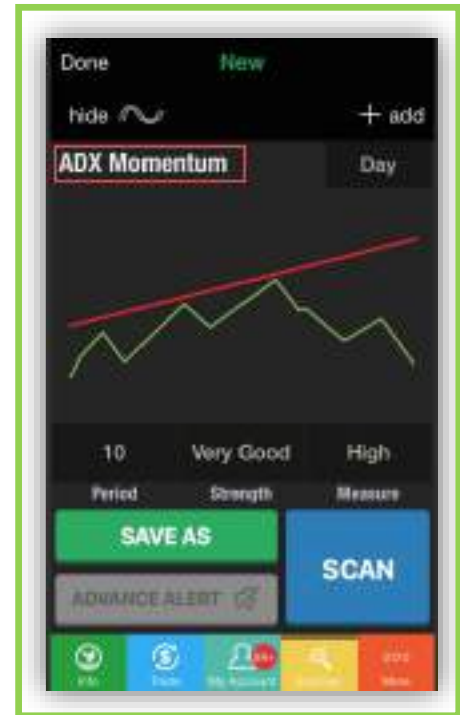 Done New
hide + add
ADX Momentum Day
10 Very Good High
Period Strength Measure
SAVE AS
SCAN
ADVANCE ALERT
Info Trade My Account More